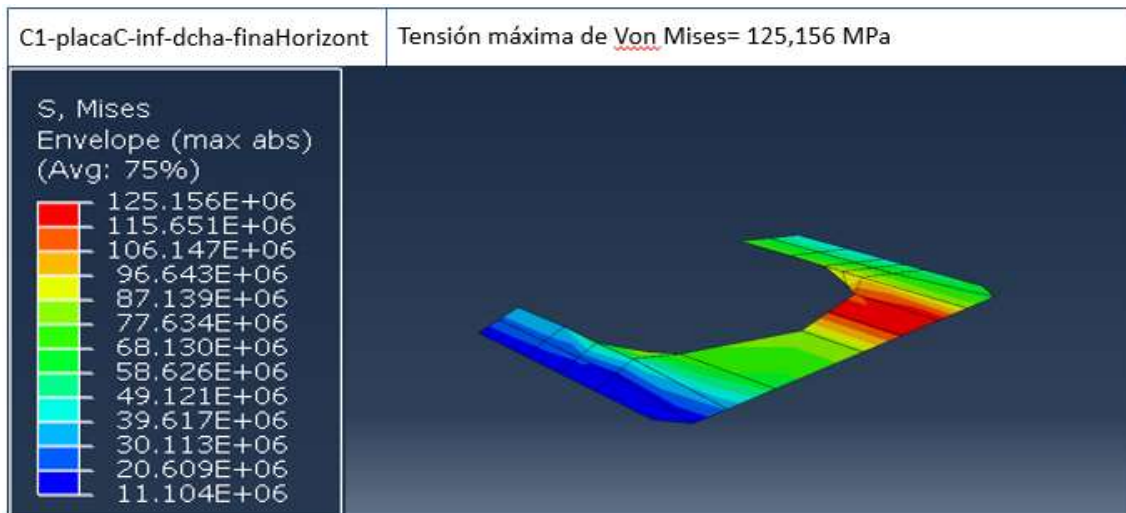 C1-placaC-inf-dcha-finaHorizont
Tensión máxima de Von Mises= 125,156 MPa
S, Mises
Envelope (max abs)
(Avg: 75%)
125.156E+06
115.651E+06
106.147E+06
96.643E+06
87.139E+06
77.634E+06
68.130E+06
58.626E+06
49.121E+06
39.617E+06
30.113E+06
20.609E+06
11.104E+06